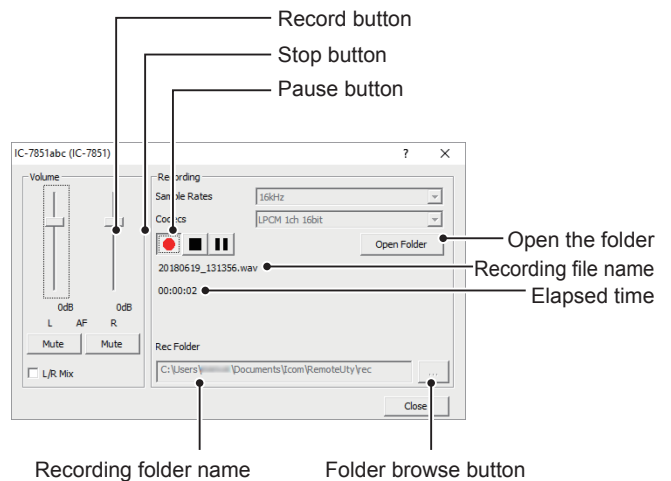 Record button
Stop button
Pause button
IC-7851abc (IC-7851) ? ×
Volume
Recording
Sample Rates 16kHz
Codecs LPCM 1ch 16bit
Open Folder
Open the folder
20180619_131356.wav
Recording file name
00:00:02
Elapsed time
0dB 0dB
L AF R
Mute Mute
Rec Folder
L/R Mix
C:\Users\ \Documents\Icom\RemoteUty\rec ...
Close
Recording folder name
Folder browse button